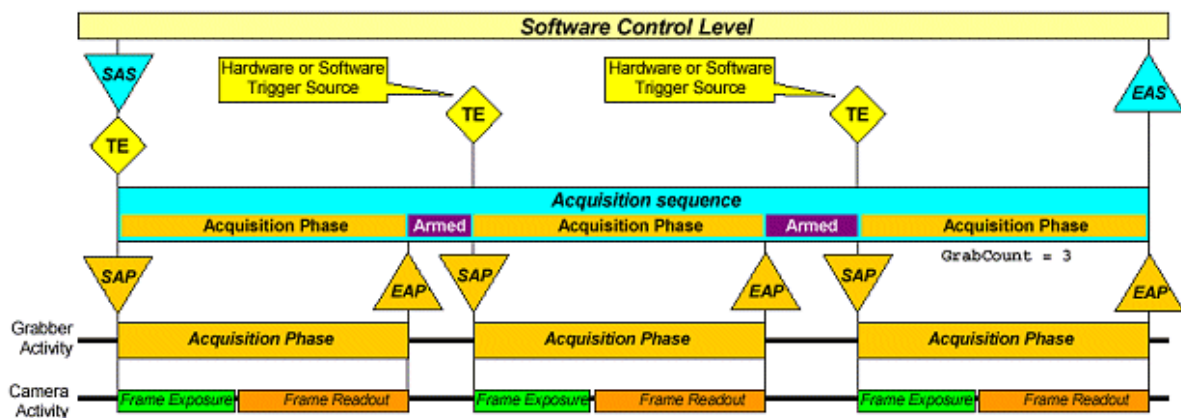 Software Control Level
SAS
Hardware or Software
Trigger Source
Hardware or Software
Trigger Source
EAS
TE
TE
TE
Acquisition sequence
Acquisition Phase Armed Acquisition Phase Armed Acquisition Phase
GrabCount = 3
SAP
EAP
SAP
EAP
SAP
EAP
Grabber
Activity
Acquisition Phase
Acquisition Phase
Acquisition Phase
Camera
Activity
Frame Exposure Frame Readout Frame Exposure Frame Readout Frame Exposure Frame Readout